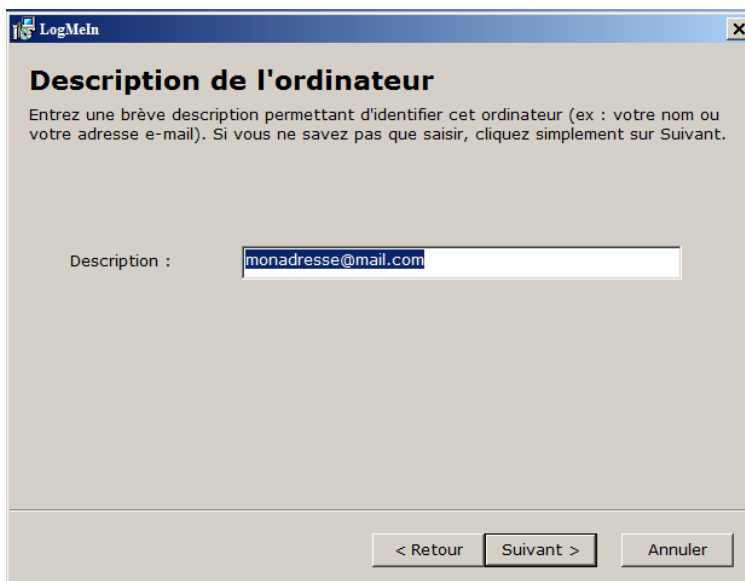 LogMeIn
Description de l'ordinateur
Entrez une brève description permettant d'identifier cet ordinateur (ex : votre nom ou
votre adresse e-mail). Si vous ne savez pas que saisir, cliquez simplement sur Suivant.
Description : monadresse@mail.com
< Retour Suivant > Annuler